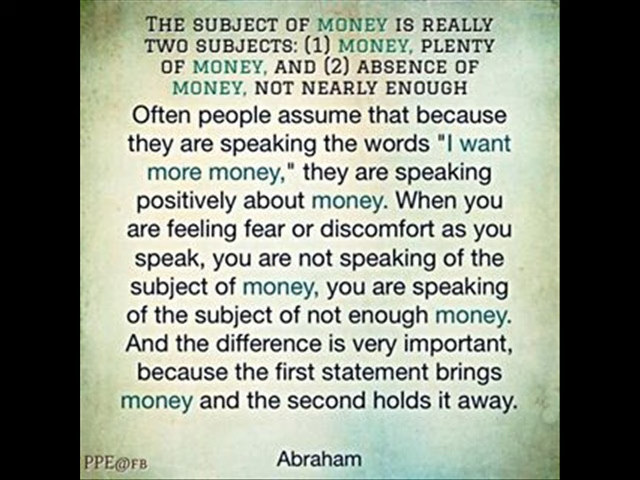 THE SUBJECT OF MONEY IS REALLY
TWO SUBJECTS: (1) MONEY, PLENTY
OF MONEY, AND (2) ABSENCE OF
MONEY, NOT NEARLY ENOUGH
Often people assume that because
they are speaking the words "I want
more money," they are speaking
positively about money. When you
are feeling fear or discomfort as you
speak, you are not speaking of the
subject of money, you are speaking
of the subject of not enough money.
And the difference is very important,
because the first statement brings
money and the second holds it away.
Abraham
PPE@FB